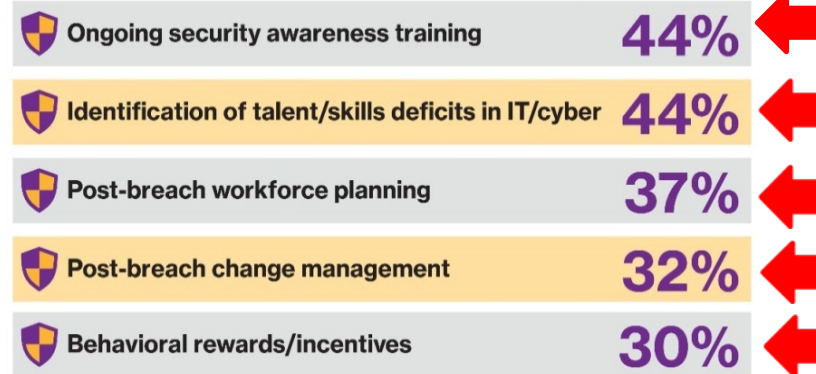 Ongoing security awareness training 44%
Identification of talent/skills deficits in IT/cyber 44%
Post-breach workforce planning 37%
Post-breach change management 32%
Behavioral rewards/incentives 30%